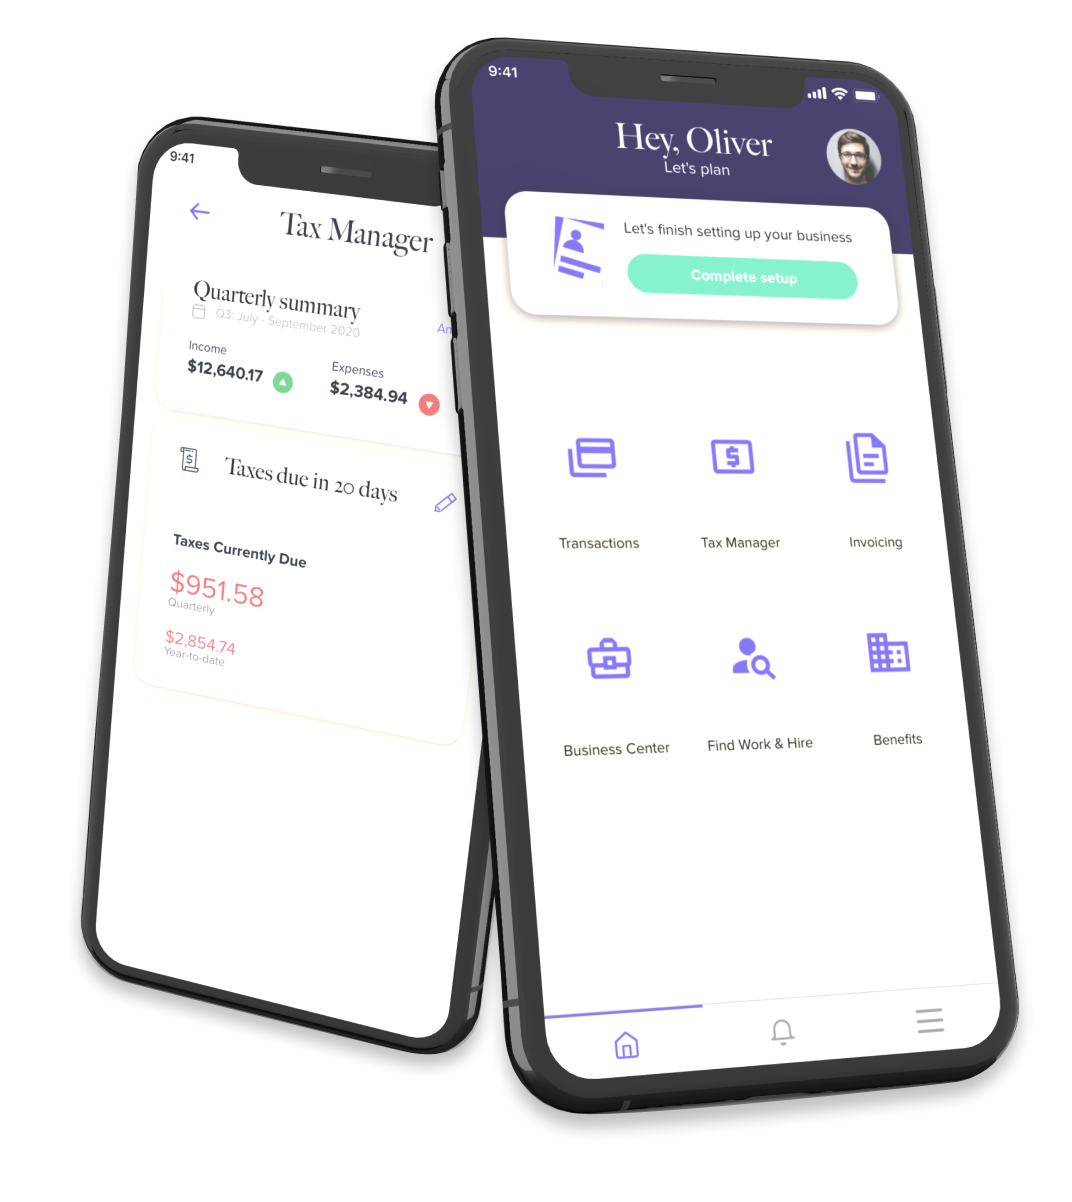 9:41
Tax Manager
Quarterly summary
Q3: July - September 2020
Income
$12,640.17
Expenses
$2,384.94
Taxes due in 20 days
Taxes Currently Due
$951.58
Quarterly
$2,854.74
Year-to-date
9:41
Hey, Oliver
Let's plan
Let's finish setting up your business
Complete setup
Transactions
Tax Manager
Invoicing
Business Center
Find Work & Hire
Benefits